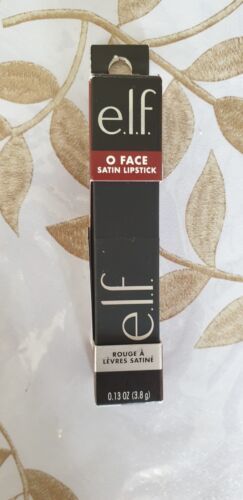 e.l.f.
O FACE
SATIN LIPSTICK
e.l.f.
ROUGE À
LÈVRES SATINÉ
0.13 OZ (3.8 g)